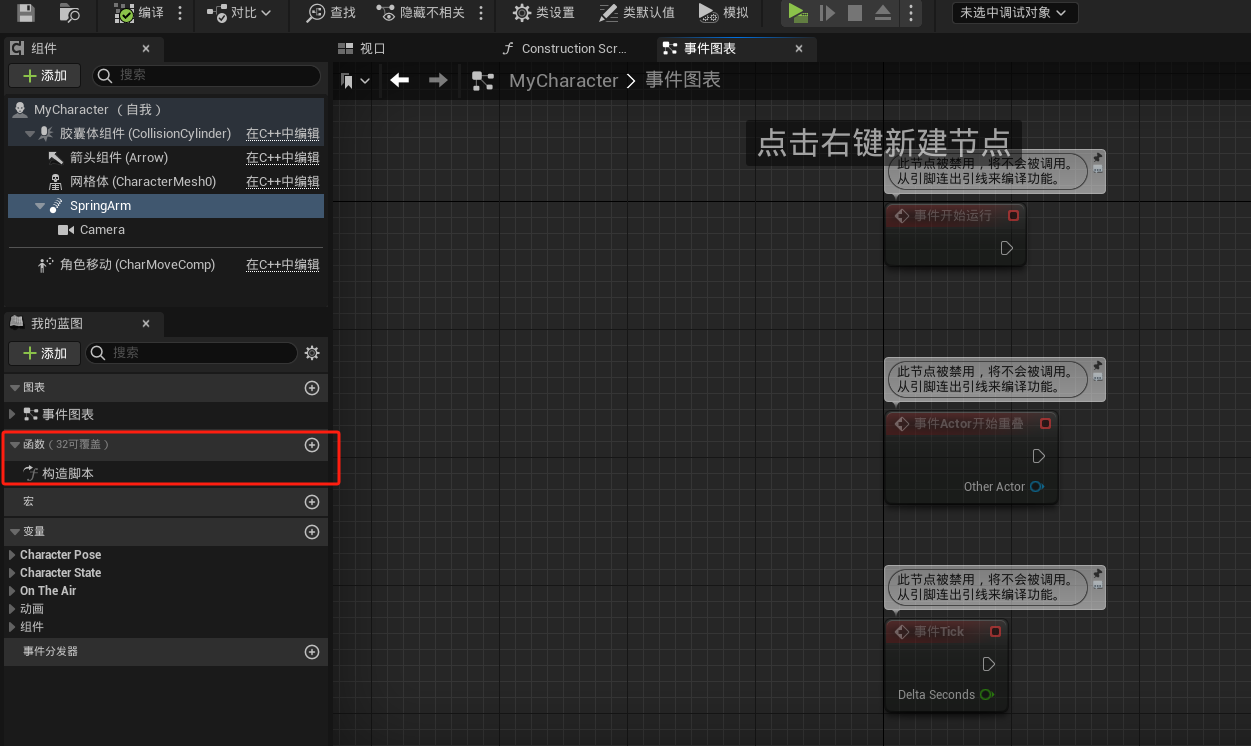 编译
对比
查找
隐藏不相关
类设置
类默认值
模拟
未选中调试对象
组件
视口
Construction Scr...
事件图表
添加
搜索
MyCharacter
事件图表
MyCharacter （自我）
胶囊体组件 (CollisionCylinder) 在C++中编辑
箭头组件 (Arrow) 在C++中编辑
网格体 (CharacterMesh0) 在C++中编辑
SpringArm
Camera
角色移动 (CharMoveComp) 在C++中编辑
我的蓝图
添加
搜索
图表
事件图表
函数（32可覆盖）
构造脚本
宏
变量
Character Pose
Character State
On The Air
动画
组件
事件分发器
点击右键新建节点
此节点被禁用，将不会被调用。
从引脚连出引线来编译功能。
事件开始运行
此节点被禁用，将不会被调用。
从引脚连出引线来编译功能。
事件Actor开始重叠
Other Actor
此节点被禁用，将不会被调用。
从引脚连出引线来编译功能。
事件Tick
Delta Seconds